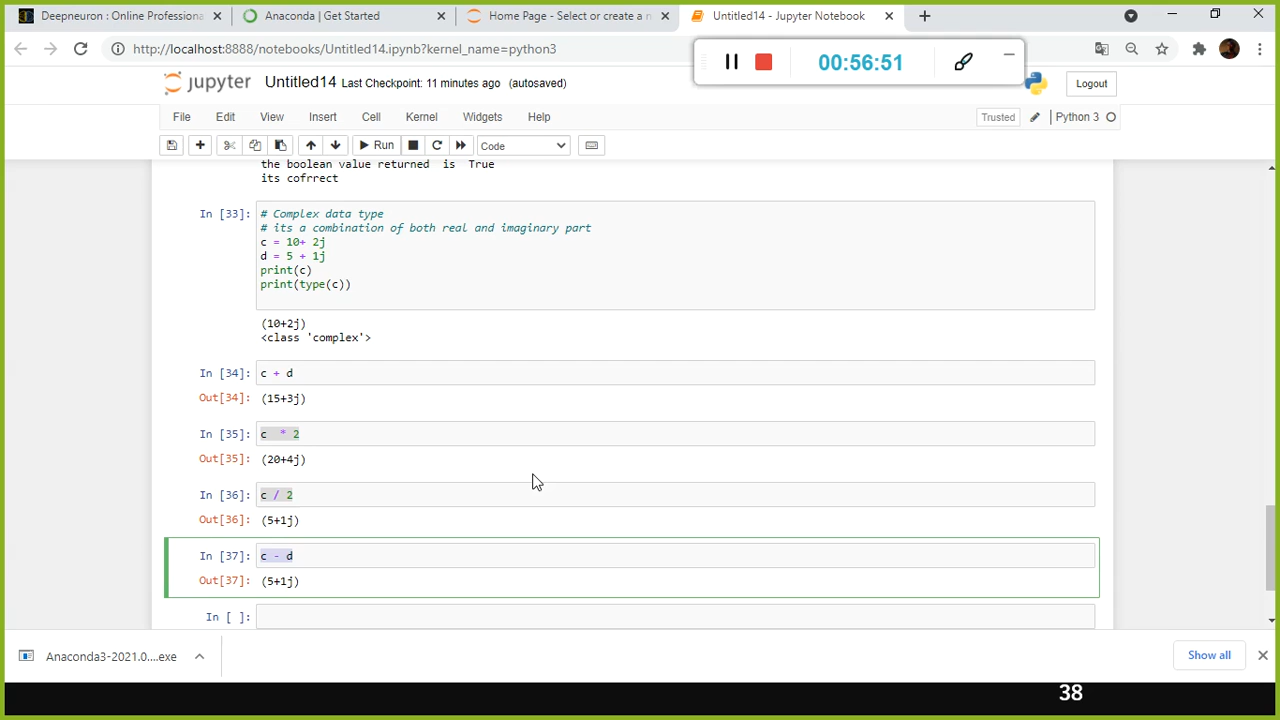 Deepneuron : Online Professiona
Anaconda | Get Started
Home Page - Select or create a n
Untitled14 - Jupyter Notebook
http://localhost:8888/notebooks/Untitled14.ipynb?kernel_name=python3
00:56:51
jupyter Untitled14 Last Checkpoint: 11 minutes ago (autosaved)
Logout
File Edit View Insert Cell Kernel Widgets Help
Trusted
Python 3
Run
Code
the boolean value returned  is  True
its cofrrect
In [33]: # Complex data type
# its a combination of both real and imaginary part
c = 10+ 2j
d = 5 + 1j
print(c)
print(type(c))
(10+2j)
<class 'complex'>
In [34]: c + d
Out[34]: (15+3j)
In [35]: c  * 2
Out[35]: (20+4j)
In [36]: c / 2
Out[36]: (5+1j)
In [37]: c - d
Out[37]: (5+1j)
In [ ]:
Anaconda3-2021.0....exe
Show all
38